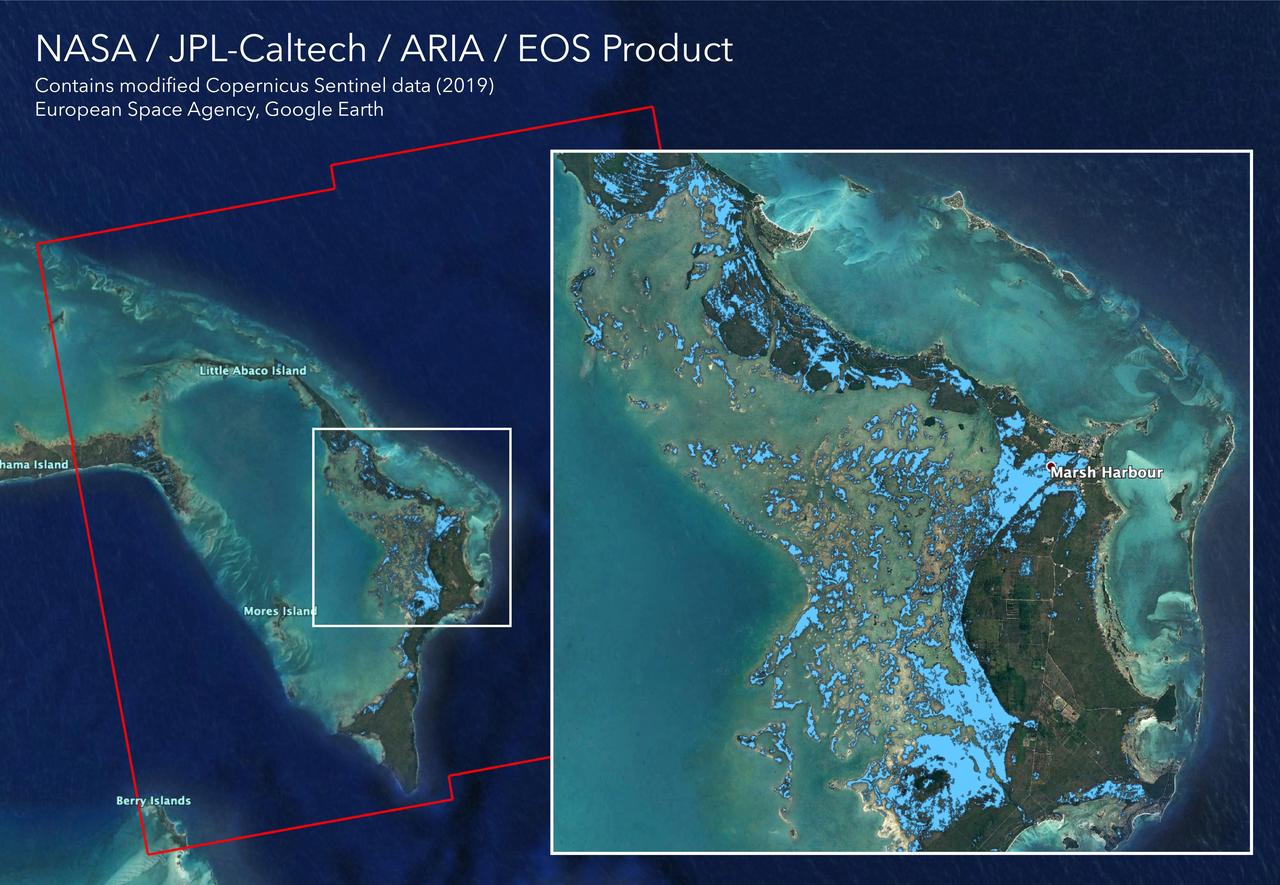 NASA / JPL-Caltech / ARIA / EOS Product
Contains modified Copernicus Sentinel data (2019)
European Space Agency, Google Earth
Little Abaco Island
hama Island
Marsh Harbour
Mores Island
Berry Islands